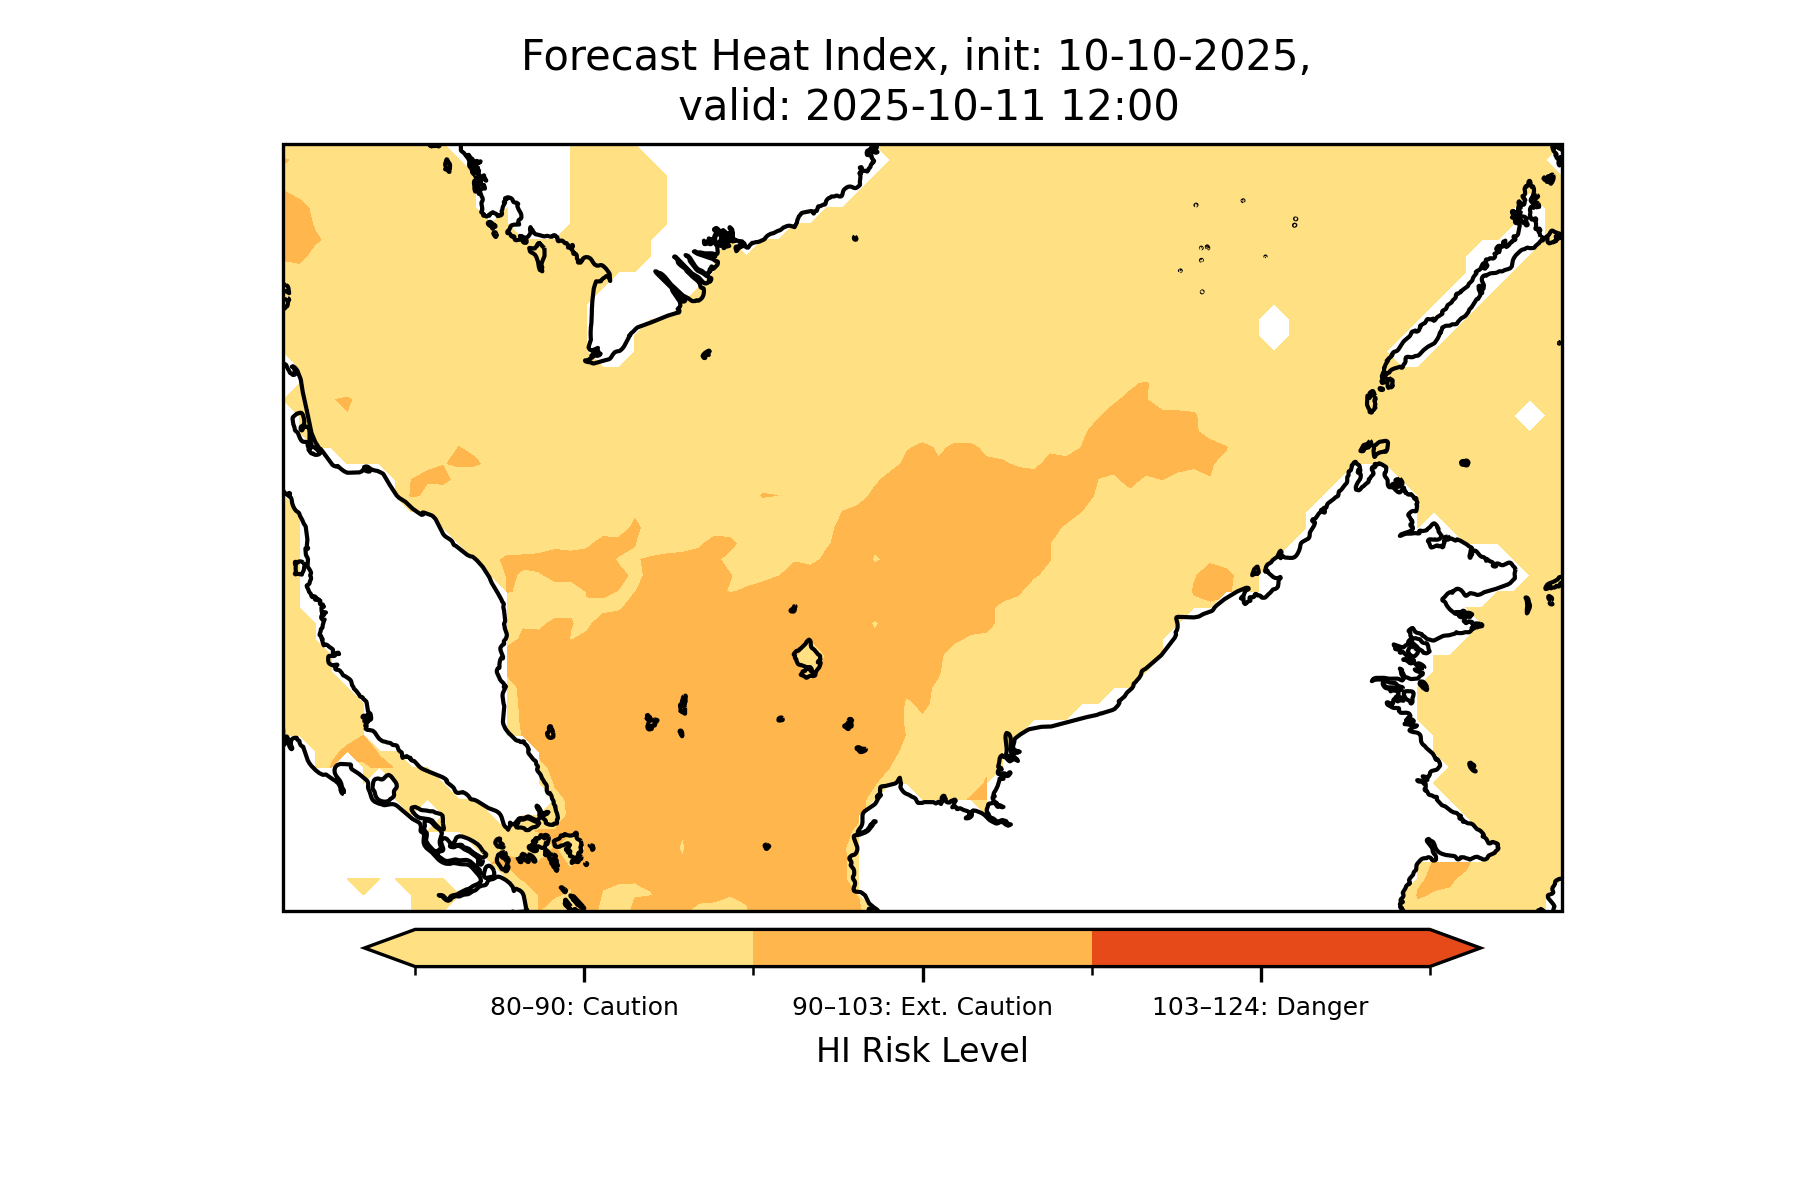 Forecast Heat Index, init: 10-10-2025,
valid: 2025-10-11 12:00
80–90: Caution
90–103: Ext. Caution
103–124: Danger
HI Risk Level